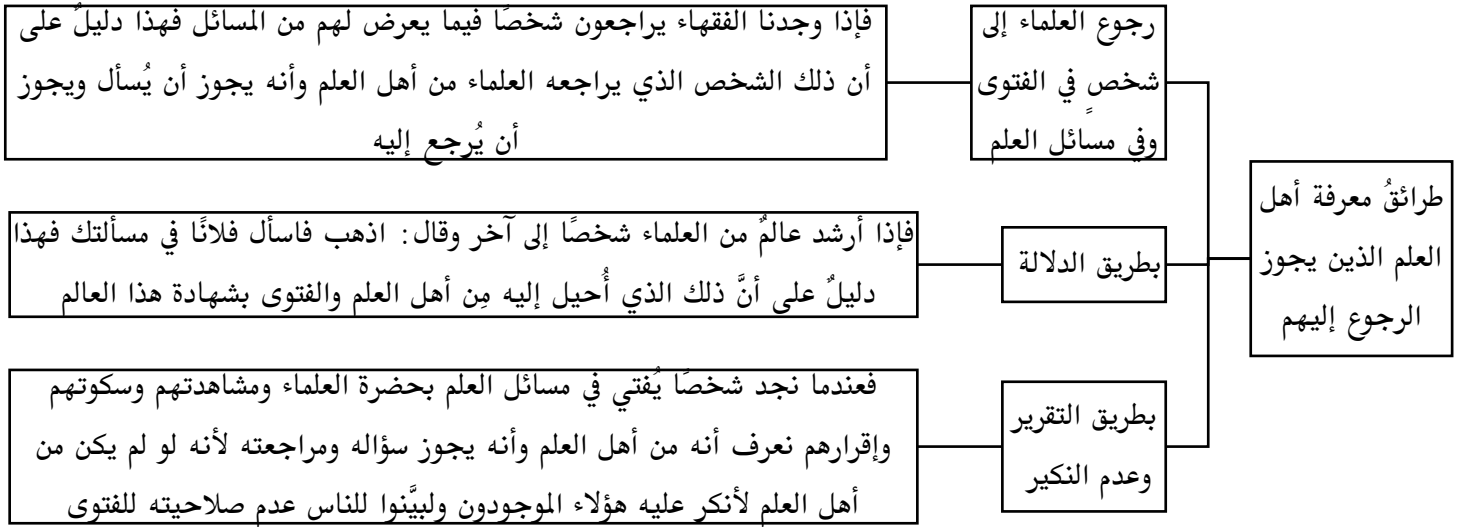 طرائقُ معرفة أهل
العلم الذين يجوز
الرجوع إليهم
رجوع العلماء إلى
شخصٍ في الفتوى
وفي مسائل العلم
فإذا وجدنا الفقهاء يراجعون شخصًا فيما يعرض لهم من المسائل فهذا دليلٌ على
أن ذلك الشخص الذي يراجعه العلماء من أهل العلم وأنه يجوز أن يُسأل ويجوز
أن يُرجع إليه
بطريق الدلالة
فإذا أرشد عالمٌ من العلماء شخصًا إلى آخر وقال: اذهب فاسأل فلانًا في مسألتك فهذا
دليلٌ على أنَّ ذلك الذي أُحيل إليه مِن أهل العلم والفتوى بشهادة هذا العالم
بطريق التقرير
وعدم النكير
فعندما نجد شخصًا يُفتي في مسائل العلم بحضرة العلماء ومشاهدتهم وسكوتهم
وإقرارهم نعرف أنه من أهل العلم وأنه يجوز سؤاله ومراجعته لأنه لو لم يكن من
أهل العلم لأنكر عليه هؤلاء الموجودون ولبيَّنوا للناس عدم صلاحيته للفتوى